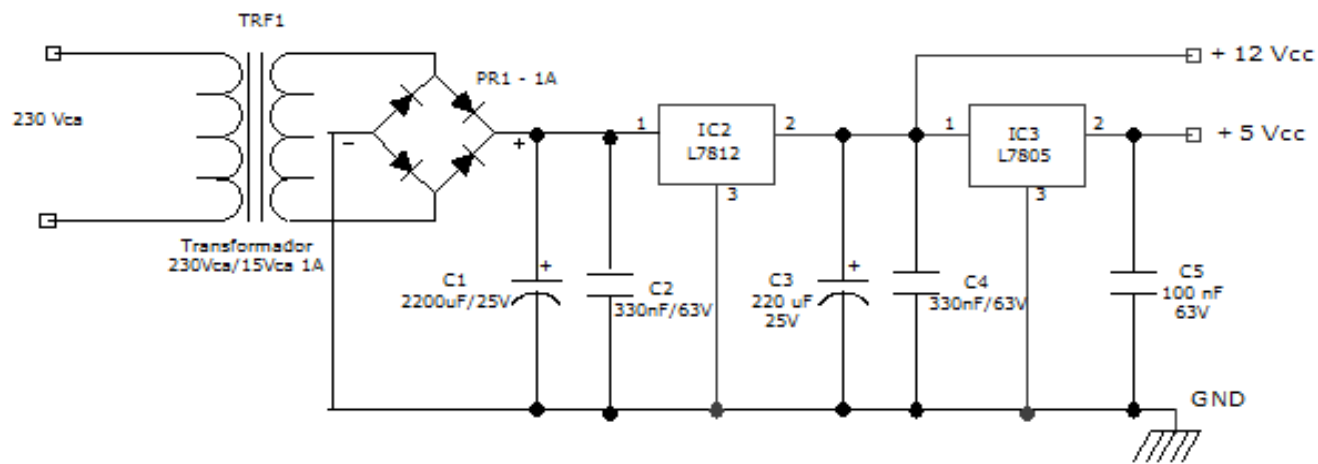 TRF1
230 Vca
Transformador
230Vca/15Vca 1A
PR1 - 1A
-
+
C1
2200uF/25V
+
C2
330nF/63V
1
IC2
L7812
2
3
C3
220 uF
25V
+
C4
330nF/63V
1
IC3
L7805
2
3
C5
100 nF
63V
+ 12 Vcc
+ 5 Vcc
GND